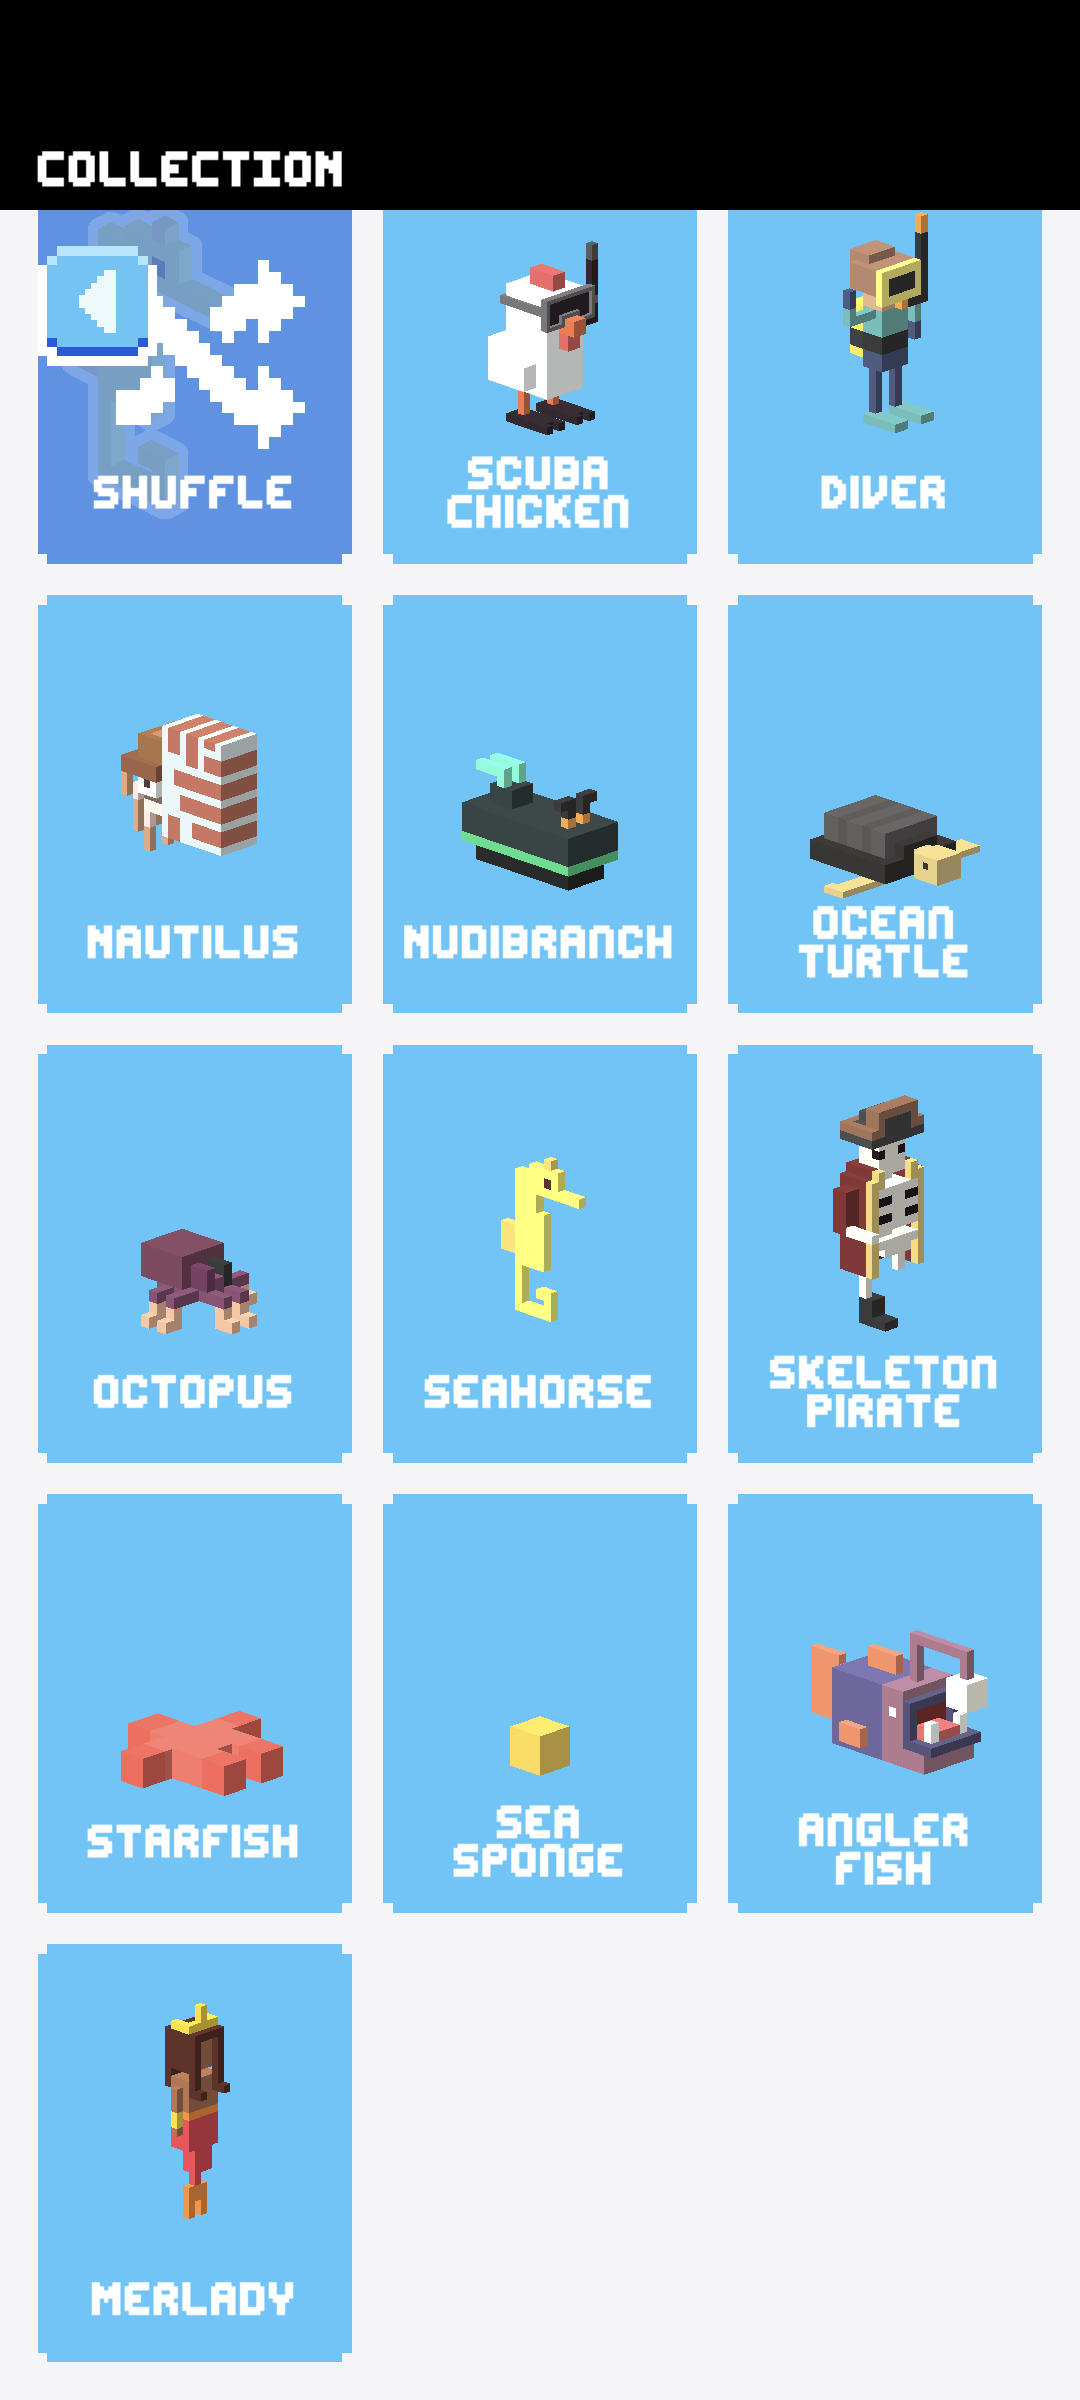 COLLECTION
SHUFFLE
SCUBA
CHICKEN
DIVER
NAUTILUS
NUDIBRANCH
OCEAN
TURTLE
OCTOPUS
SEAHORSE
SKELETON
PIRATE
STARFISH
SEA
SPONGE
ANGLER
FISH
MERLADY